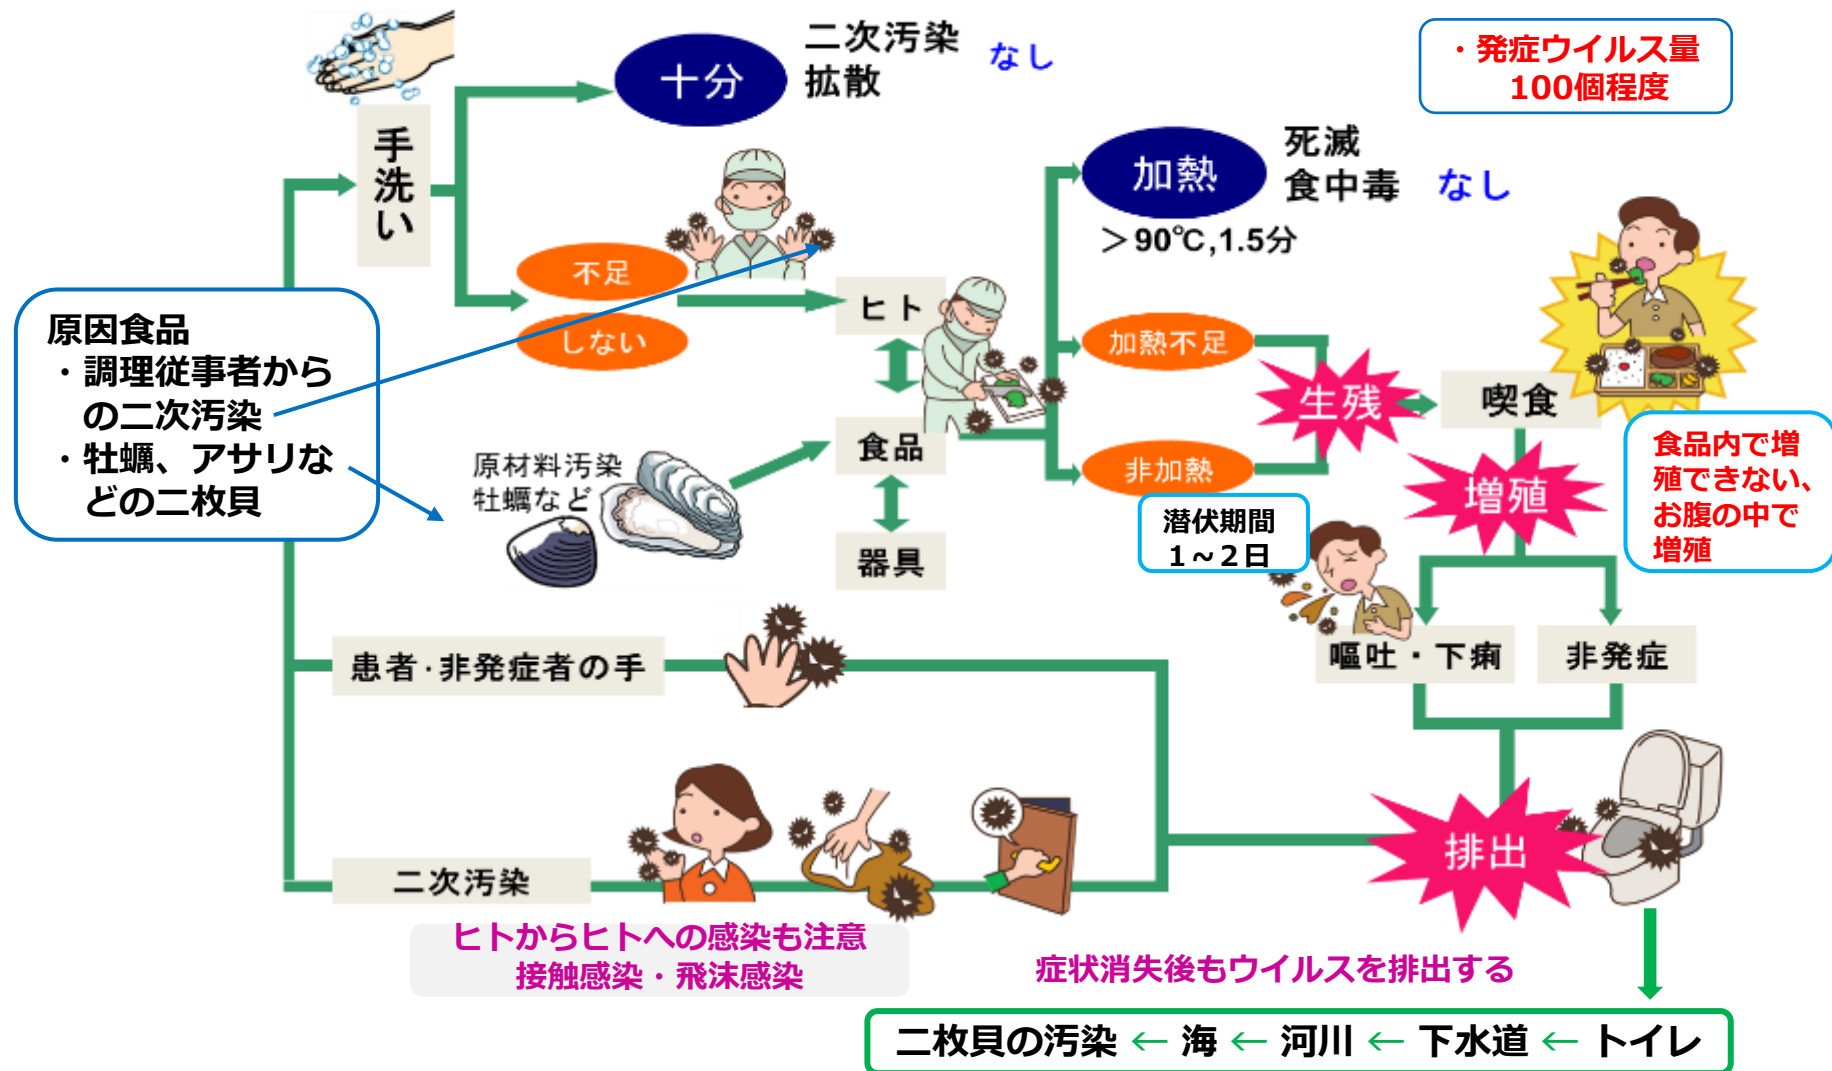 二次汚染
拡散
なし
十分
・発症ウイルス量
100個程度
手洗い
加熱
死滅
食中毒
なし
＞90℃,1.5分
不足
しない
ヒト
原因食品
・調理従事者から
の二次汚染
・牡蠣、アサリな
どの二枚貝
加熱不足
生残
喫食
食品
原材料汚染
牡蠣など
非加熱
増殖
食品内で増
殖できない、
お腹の中で
増殖
潜伏期間
1～2日
器具
嘔吐・下痢
非発症
患者・非発症者の手
排出
二次汚染
ヒトからヒトへの感染も注意
接触感染・飛沫感染
症状消失後もウイルスを排出する
二枚貝の汚染 ← 海 ← 河川 ← 下水道 ← トイレ